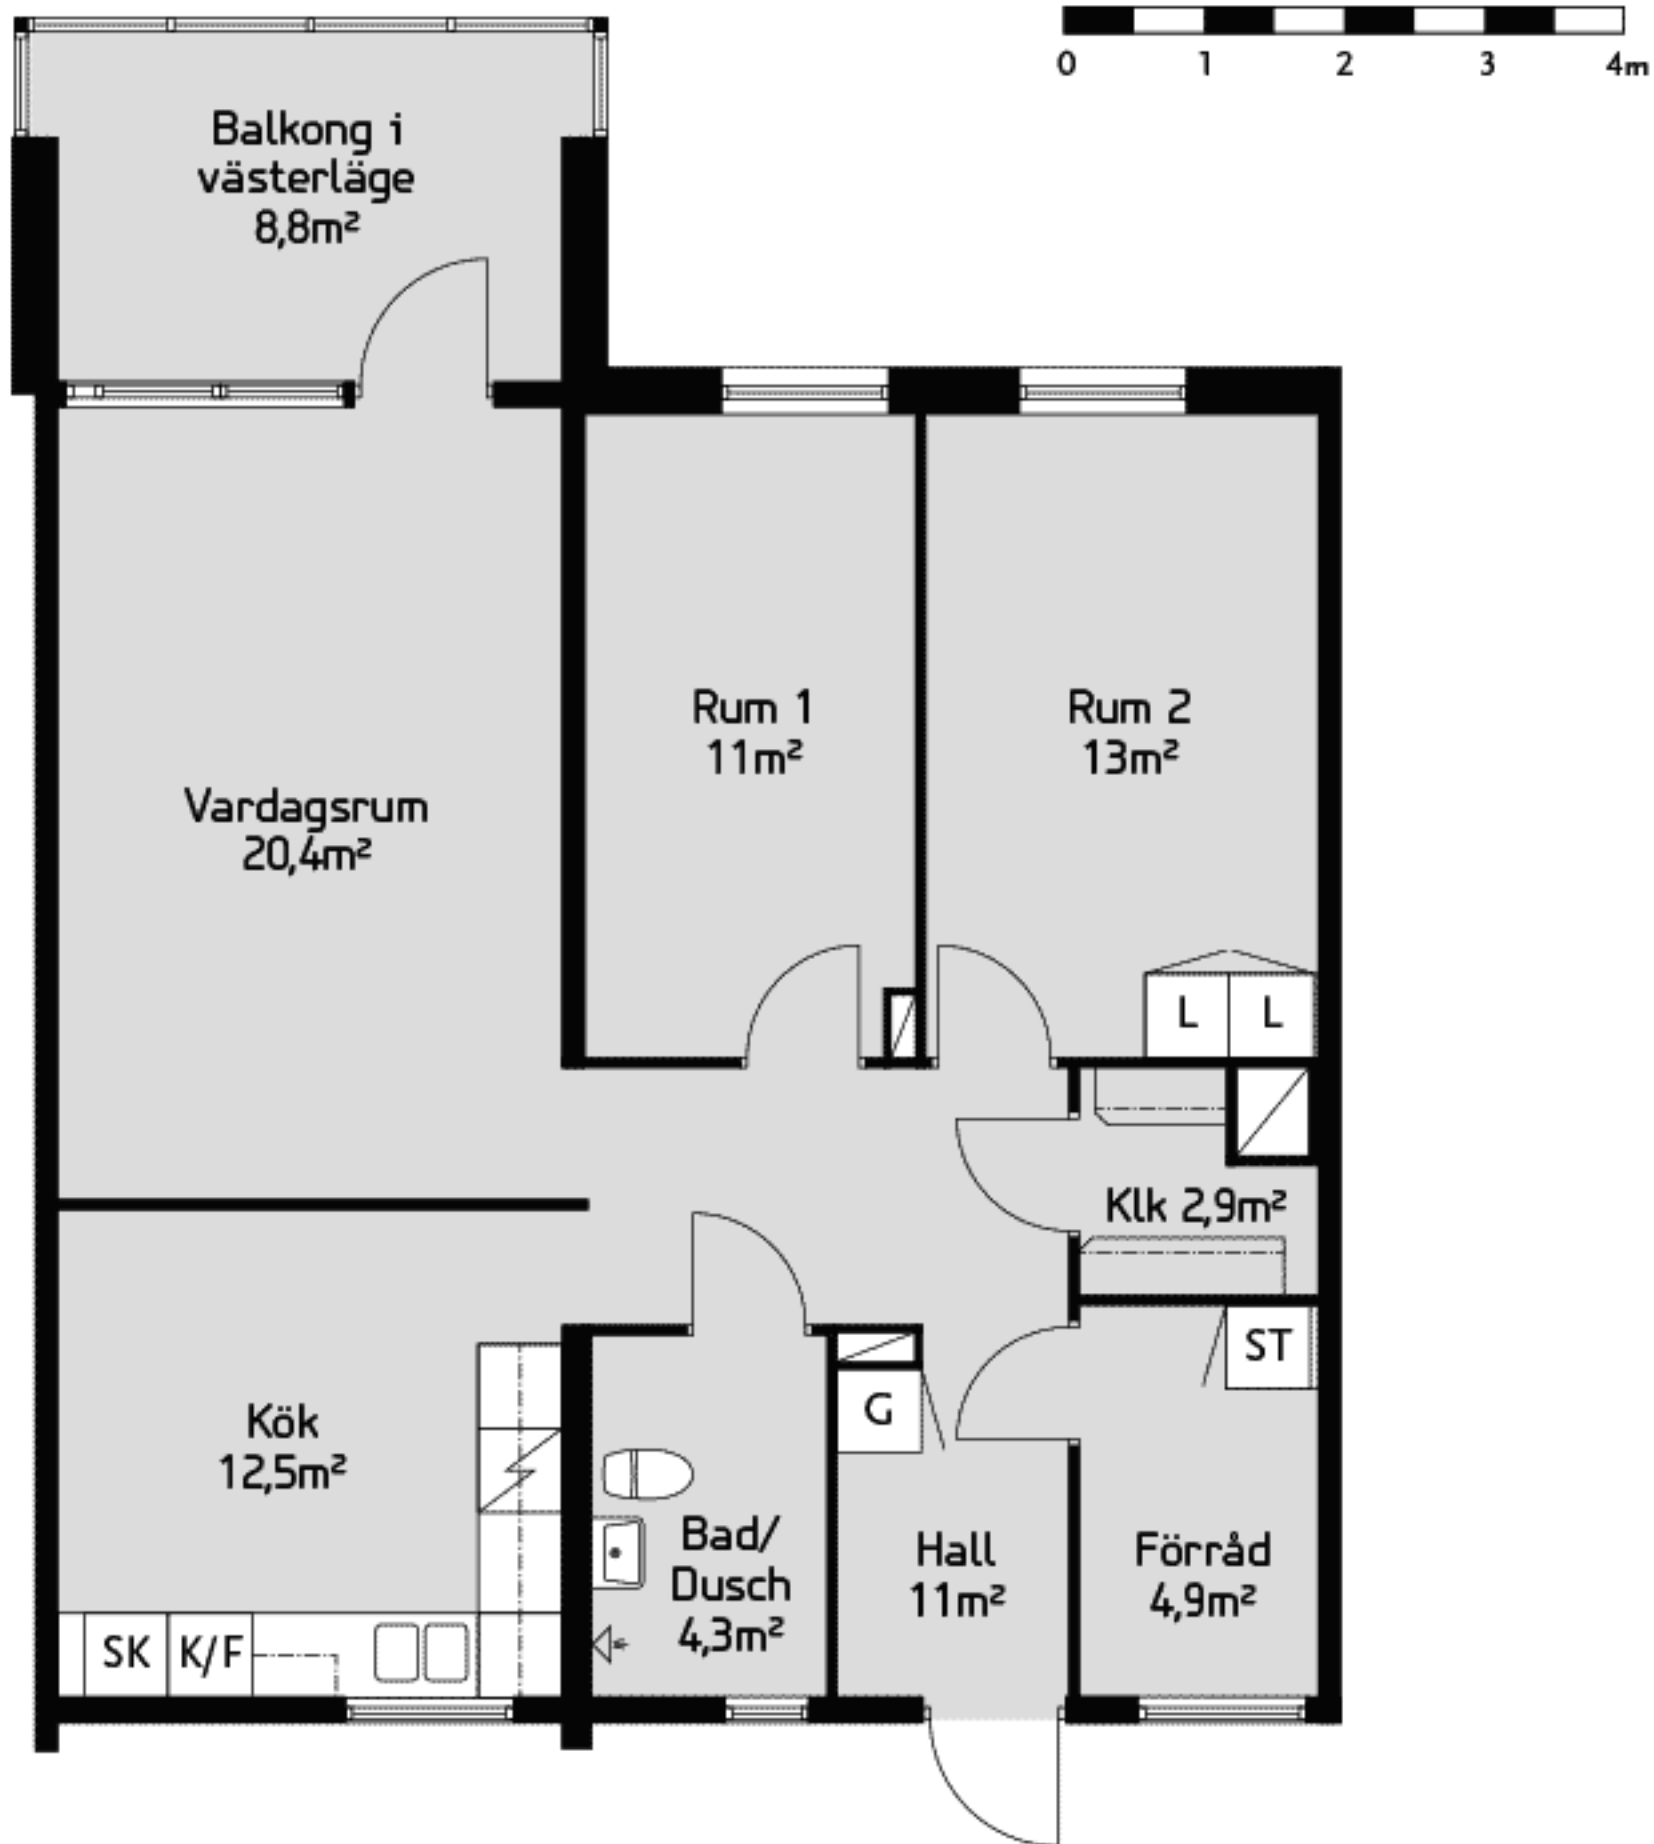 0 1 2 3 4m
Balkong i
västerläge
8,8m²
Rum 1
11m²
Rum 2
13m²
Vardagsrum
20,4m²
L L
Klk 2,9m²
ST
G
Kök
12,5m²
Bad/
Dusch
4,3m²
Hall
11m²
Förråd
4,9m²
SK K/F